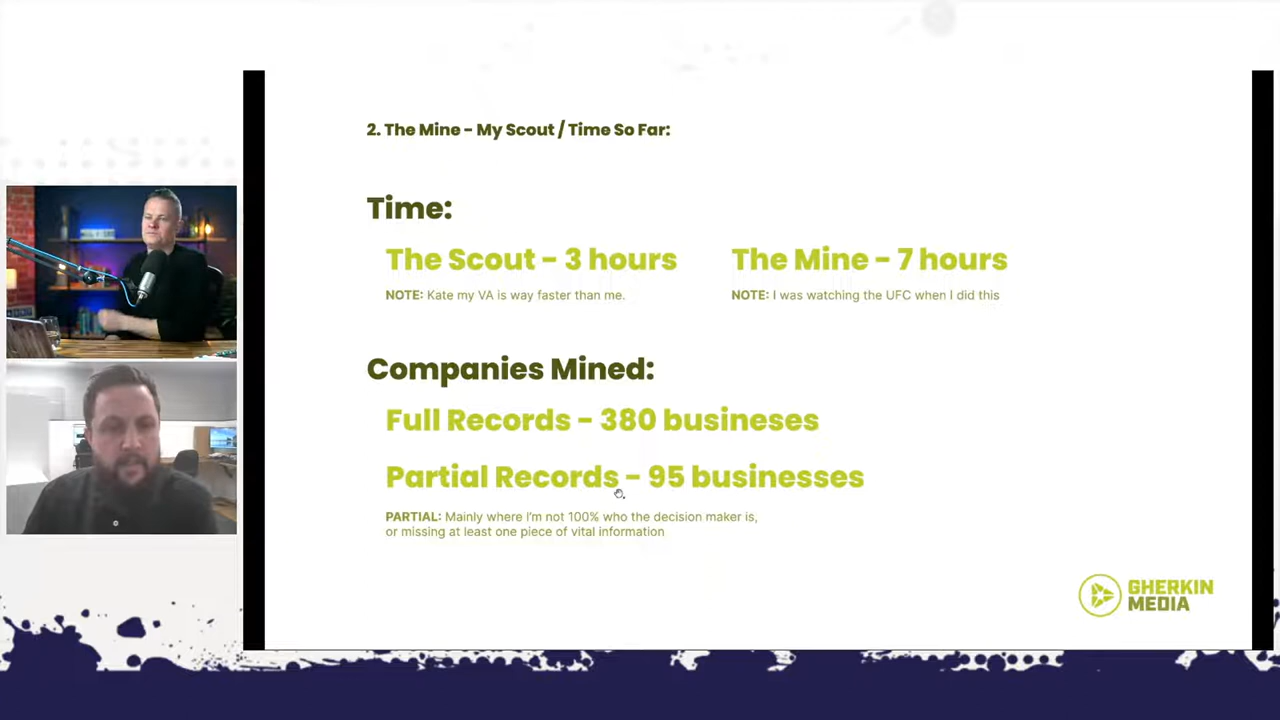 2. The Mine - My Scout / Time So Far:
Time:
The Scout - 3 hours
The Mine - 7 hours
NOTE: Kate my VA is way faster than me.
NOTE: I was watching the UFC when I did this
Companies Mined:
Full Records - 380 busineses
Partial Records - 95 businesses
PARTIAL: Mainly where I'm not 100% who the decision maker is,
or missing at least one piece of vital information
GHERKIN
MEDIA